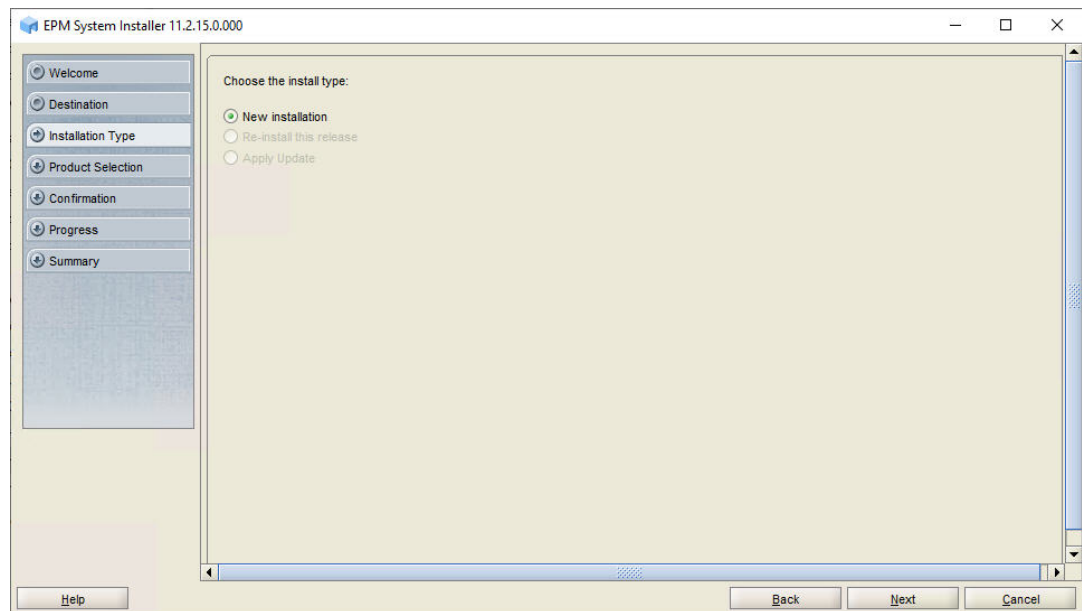 EPM System Installer 11.2.15.0.000
Welcome
Destination
Installation Type
Product Selection
Confirmation
Progress
Summary
Choose the install type:
New installation
Re-install this release
Apply Update
Help
Back
Next
Cancel